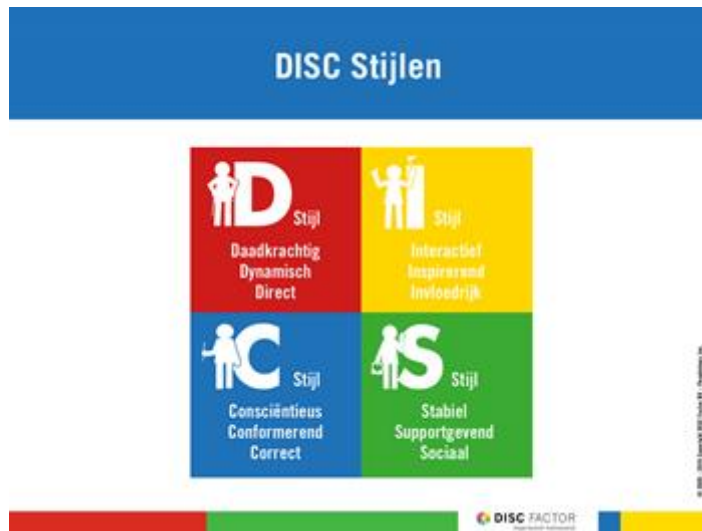 DISC Stijlen
D Stijl
Daadkrachtig
Dynamisch
Direct
i Stijl
Interactief
Inspirerend
Invloedrijk
C Stijl
Consciëntieus
Conformerend
Correct
S Stijl
Stabiel
Supportgevend
Sociaal
DISC FACTOR